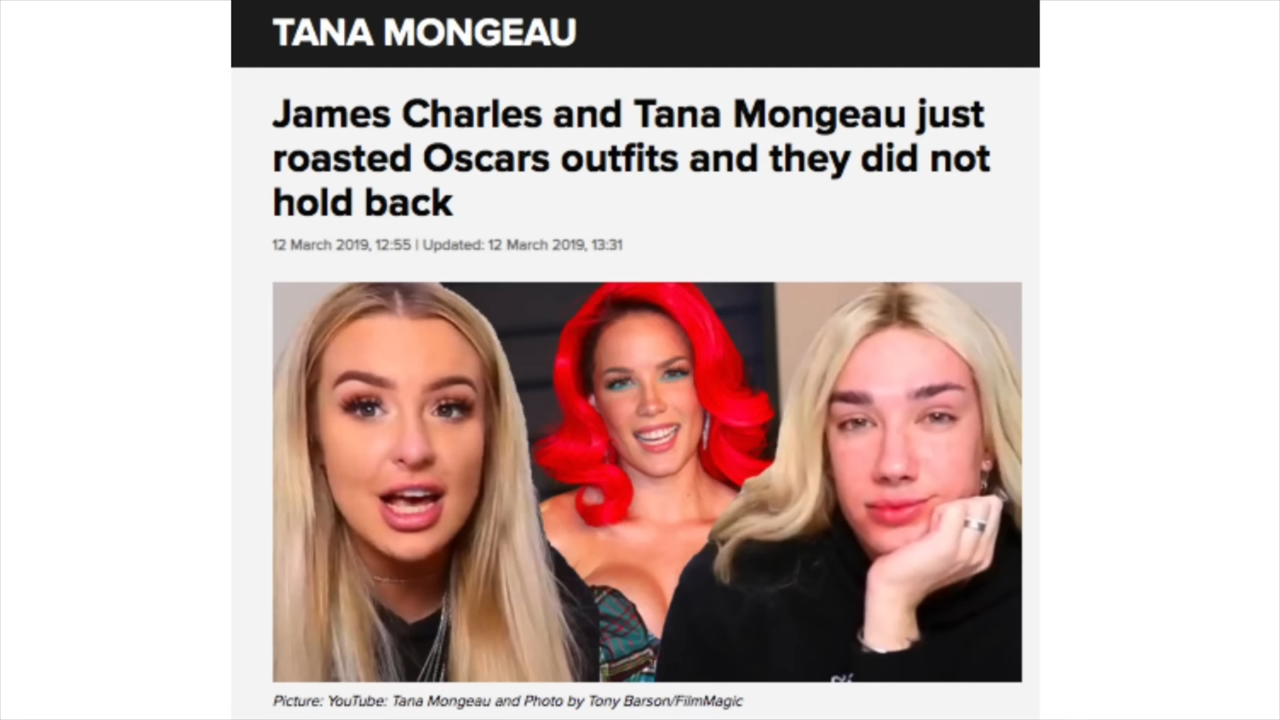 TANA MONGEAU
James Charles and Tana Mongeau just
roasted Oscars outfits and they did not
hold back
12 March 2019, 12:55 | Updated: 12 March 2019, 13:31
Picture: YouTube: Tana Mongeau and Photo by Tony Barson/FilmMagic